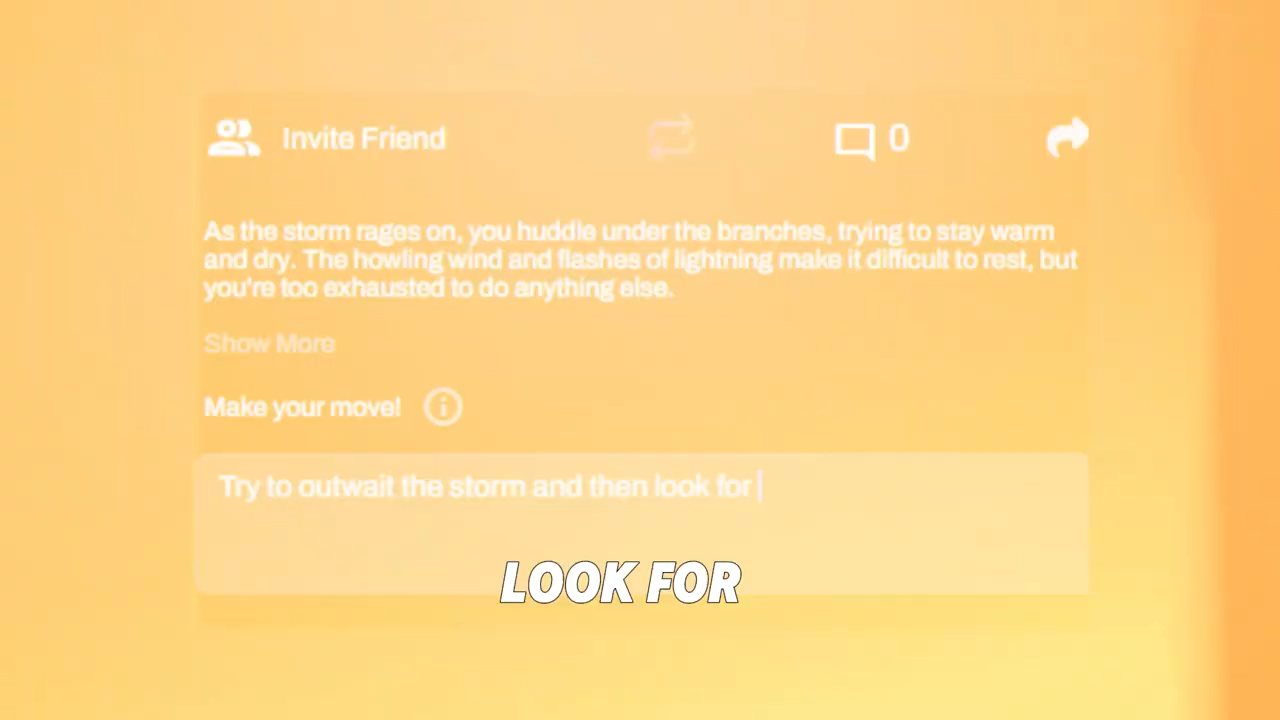 Invite Friend
0
As the storm rages on, you huddle under the branches, trying to stay warm
and dry. The howling wind and flashes of lightning make it difficult to rest, but
you're too exhausted to do anything else.
Show More
Make your move!
Try to outwait the storm and then look for
LOOK FOR